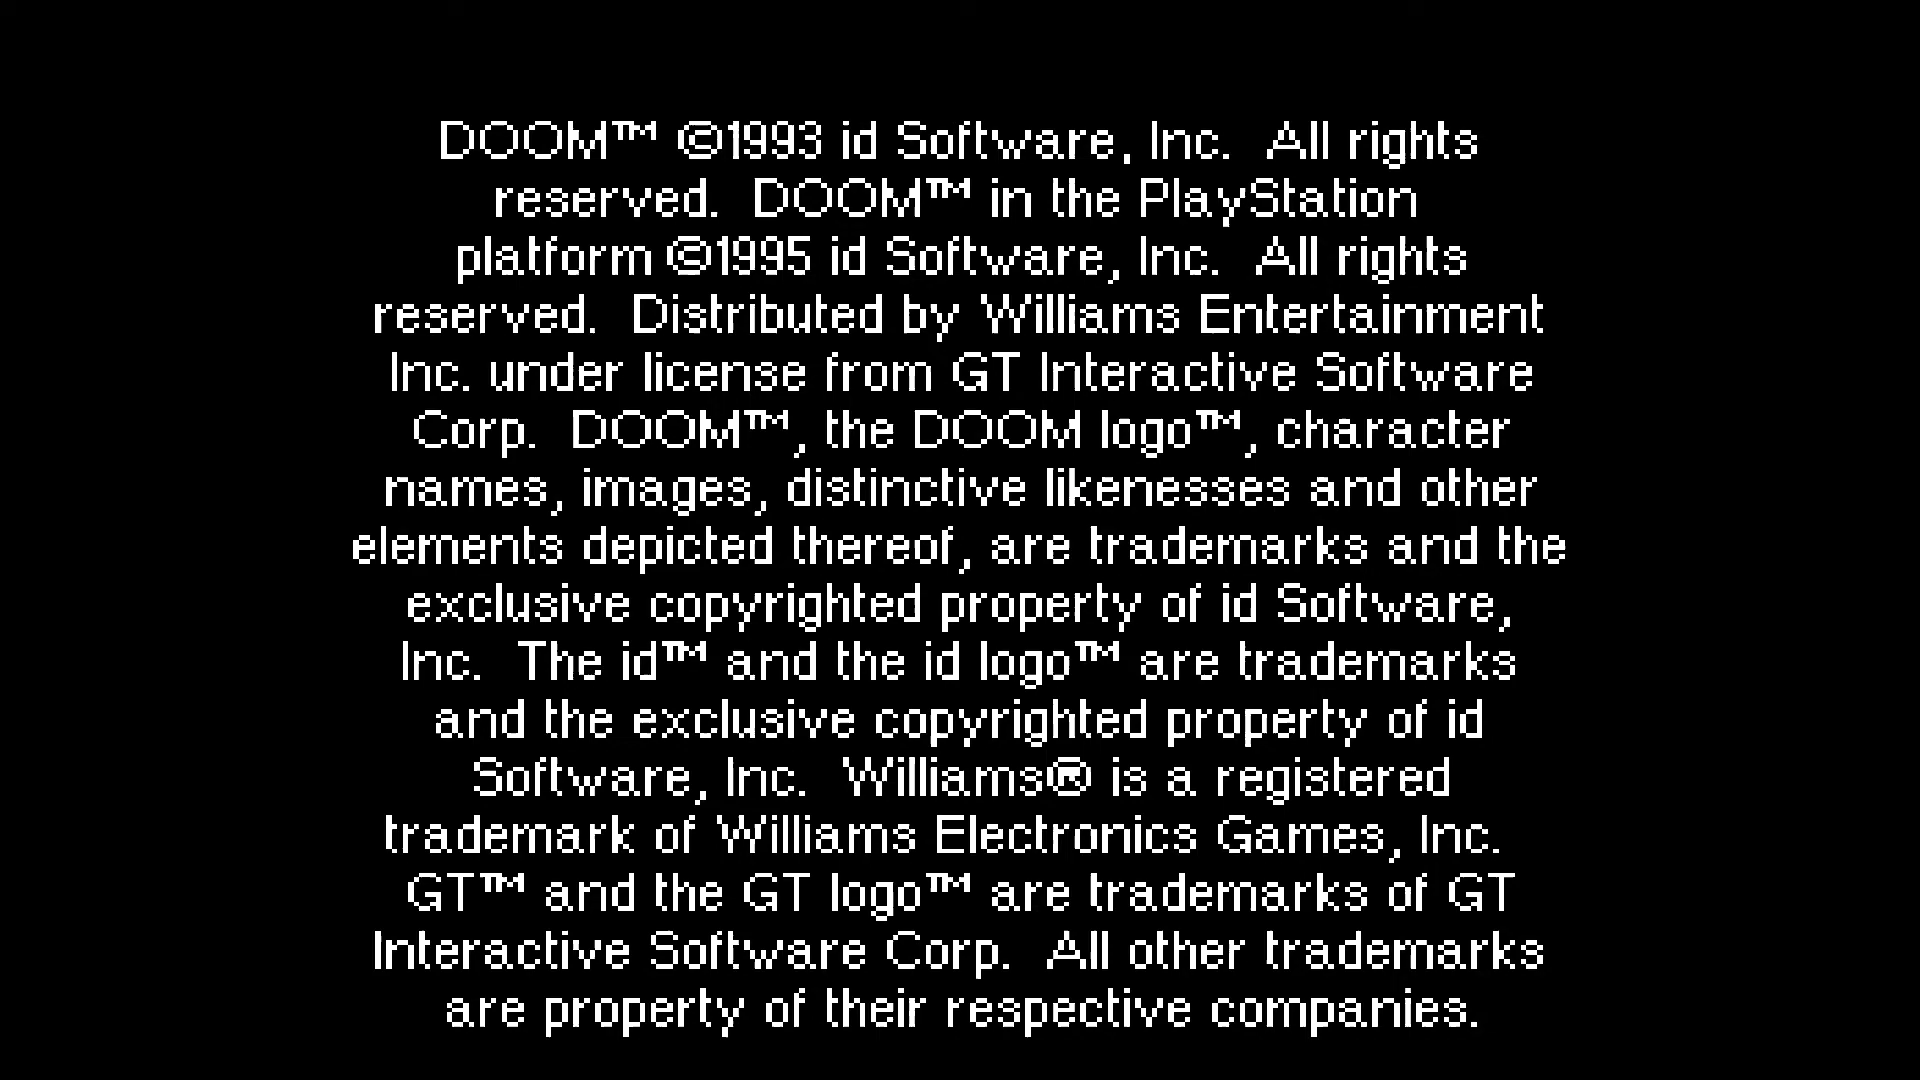 DOOM™ ©1993 id Software, Inc.  All rights
reserved.  DOOM™ in the PlayStation
platform ©1995 id Software, Inc.  All rights
reserved.  Distributed by Williams Entertainment
Inc. under license from GT Interactive Software
Corp.  DOOM™, the DOOM logo™, character
names, images, distinctive likenesses and other
elements depicted thereof, are trademarks and the
exclusive copyrighted property of id Software,
Inc.  The id™ and the id logo™ are trademarks
and the exclusive copyrighted property of id
Software, Inc.  Williams® is a registered
trademark of Williams Electronics Games, Inc.
GT™ and the GT logo™ are trademarks of GT
Interactive Software Corp.  All other trademarks
are property of their respective companies.